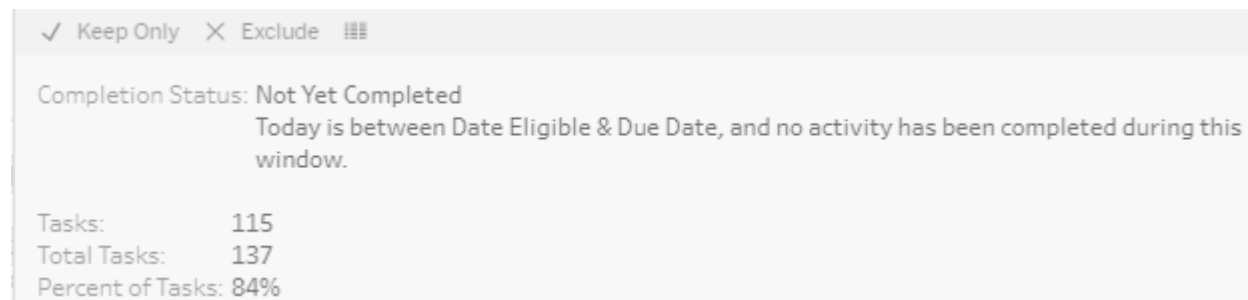 Keep Only Exclude
Completion Status: Not Yet Completed
Today is between Date Eligible & Due Date, and no activity has been completed during this
window.
Tasks: 115
Total Tasks: 137
Percent of Tasks: 84%